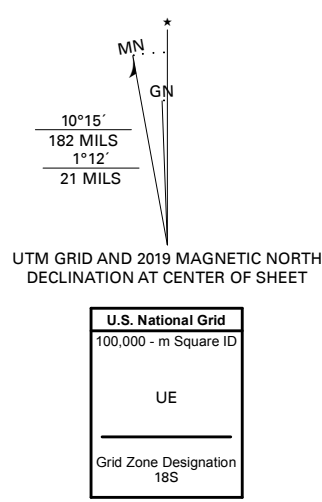 ★
MN
GN
10°15´
182 MILS
1°12´
21 MILS
UTM GRID AND 2019 MAGNETIC NORTH
DECLINATION AT CENTER OF SHEET
U.S. National Grid
100,000 - m Square ID
UE
Grid Zone Designation
18S